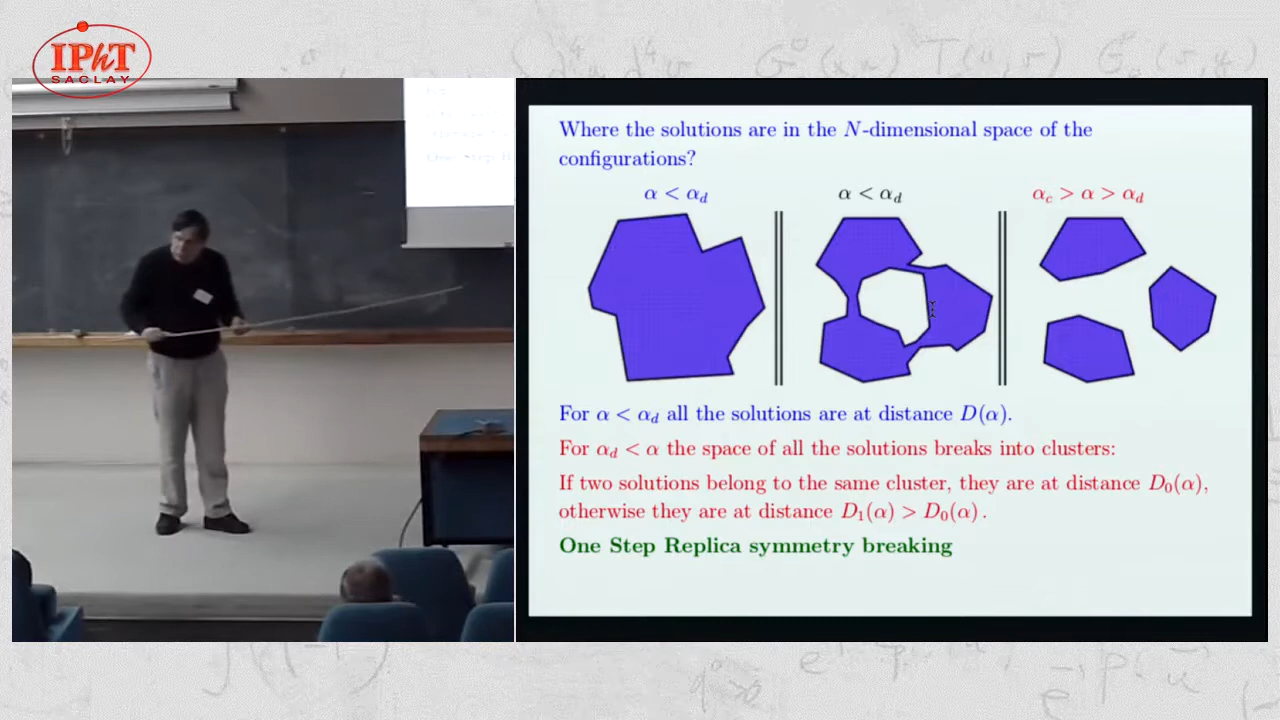 IPhT
SACLAY
Where the solutions are in the N-dimensional space of the
configurations?
α < α_d
α < α_d
α_c > α > α_d
For α < α_d all the solutions are at distance D(α).
For α_d < α the space of all the solutions breaks into clusters:
If two solutions belong to the same cluster, they are at distance D₀(α),
otherwise they are at distance D₁(α) > D₀(α).
One Step Replica symmetry breaking